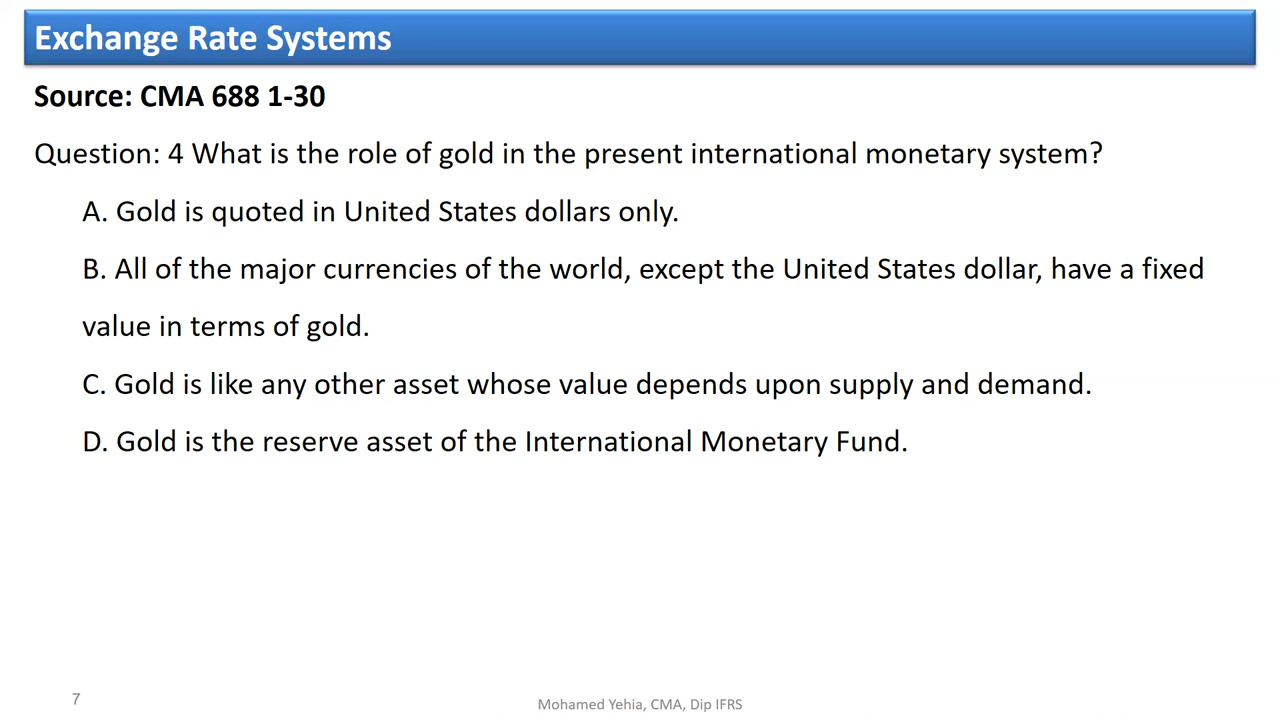 Exchange Rate Systems
Source: CMA 688 1-30
Question: 4 What is the role of gold in the present international monetary system?
A. Gold is quoted in United States dollars only.
B. All of the major currencies of the world, except the United States dollar, have a fixed
value in terms of gold.
C. Gold is like any other asset whose value depends upon supply and demand.
D. Gold is the reserve asset of the International Monetary Fund.
7
Mohamed Yehia, CMA, Dip IFRS